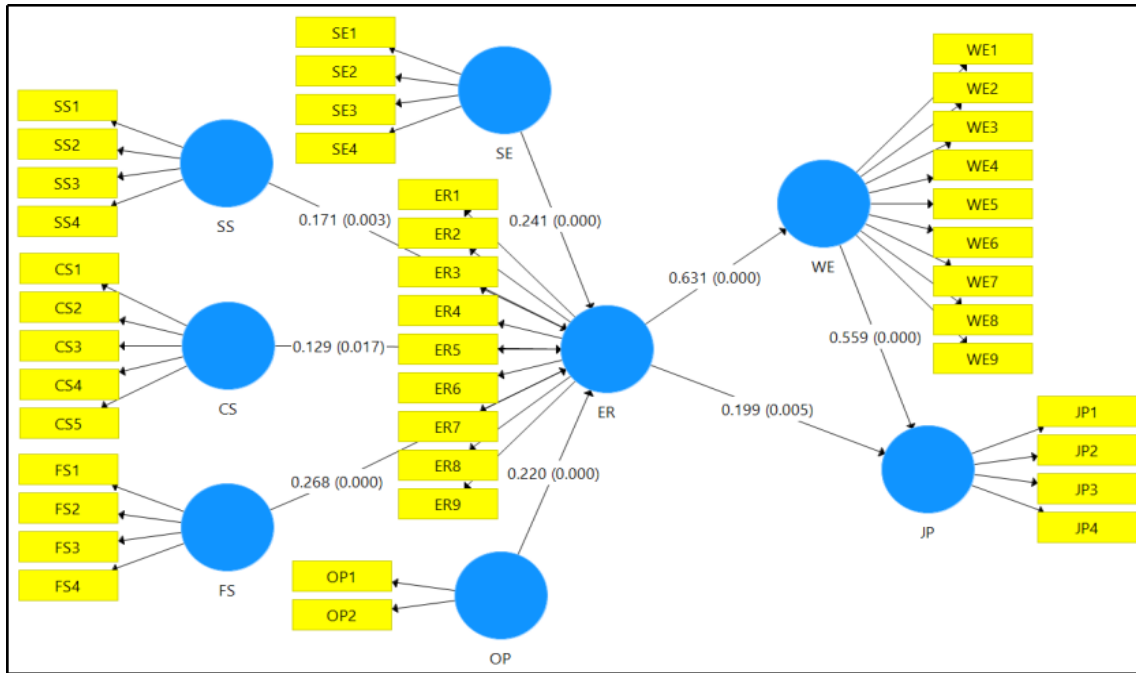 SS1
SS2
SS3
SS4
SS
CS1
CS2
CS3
CS4
CS5
CS
FS1
FS2
FS3
FS4
FS
SE1
SE2
SE3
SE4
SE
0.171 (0.003)
0.129 (0.017)
0.268 (0.000)
0.241 (0.000)
0.220 (0.000)
ER1
ER2
ER3
ER4
ER5
ER6
ER7
ER8
ER9
ER
OP1
OP2
OP
0.631 (0.000)
0.199 (0.005)
0.559 (0.000)
WE
WE1
WE2
WE3
WE4
WE5
WE6
WE7
WE8
WE9
JP1
JP2
JP3
JP4
JP